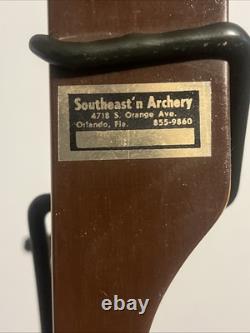 Southeast'n Archery
4718 S. Orange Ave.
Orlando, Fla. 855-9860